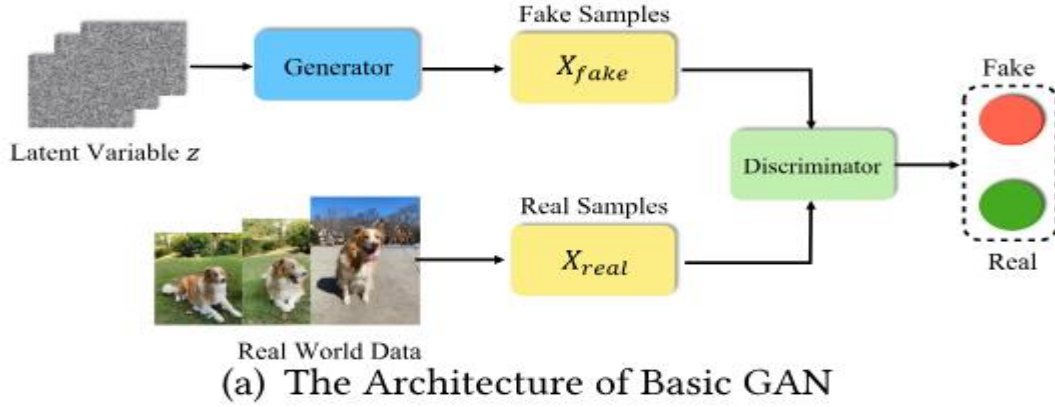 Fake Samples
Generator
X_fake
Fake
Latent Variable z
Discriminator
Real Samples
X_real
Real
Real World Data
(a) The Architecture of Basic GAN